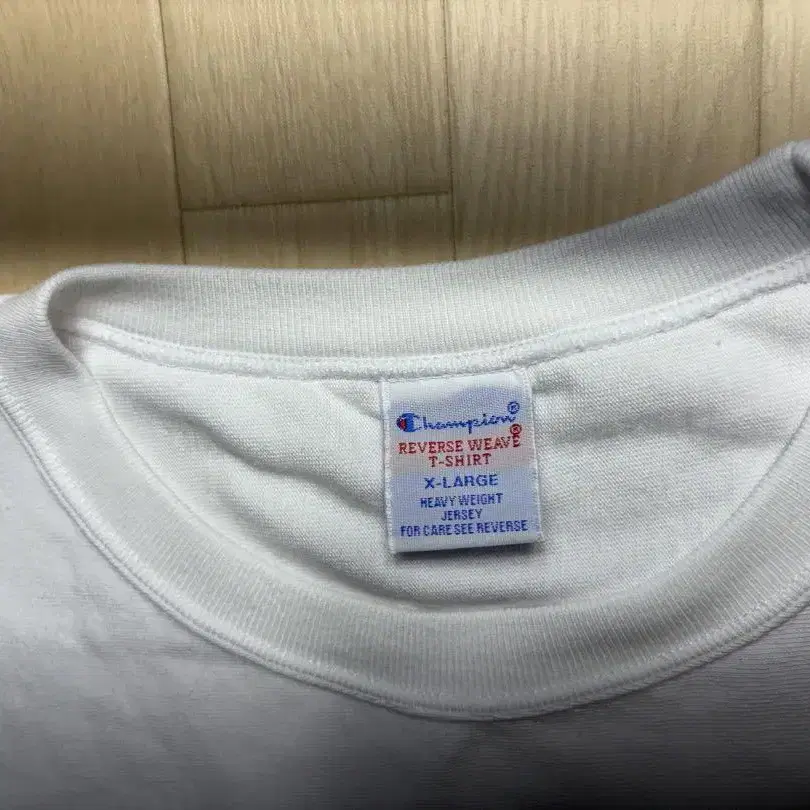 Champion®
REVERSE WEAVE®
T-SHIRT
X-LARGE
HEAVY WEIGHT
JERSEY
FOR CARE SEE REVERSE